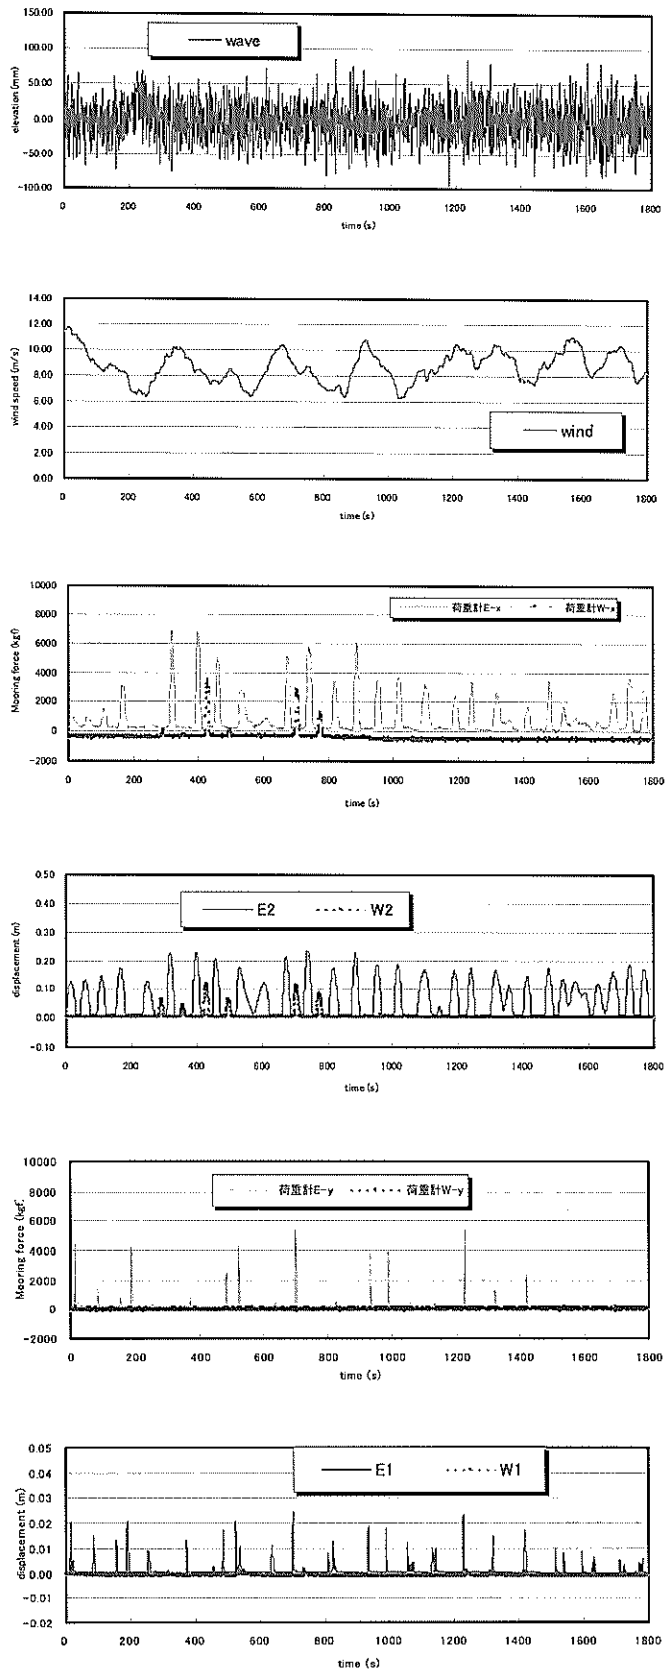 150.00
wave
100.00
50.00
0.00
-50.00
-100.00
elevation (mm)
0 200 400 600 800 1000 1200 1400 1600 1800
time (s)
14.00
12.00
10.00
8.00
6.00
4.00
2.00
0.00
wind speed (m/s)
wind
0 200 400 600 800 1000 1200 1400 1600 1800
time (s)
10000
荷重計E-x 荷重計W-x
8000
6000
4000
2000
0
-2000
Mooring force (kgf)
0 200 400 600 800 1000 1200 1400 1600 1800
time (s)
0.50
E2 W2
0.40
0.30
0.20
0.10
0.00
-0.10
displacement (m)
0 200 400 600 800 1000 1200 1400 1600 1800
time (s)
10000
荷重計E-y 荷重計W-y
8000
6000
4000
2000
0
-2000
Mooring force (kgf)
0 200 400 600 800 1000 1200 1400 1600 1800
time (s)
0.05
E1 W1
0.04
0.03
0.02
0.01
0.00
-0.01
-0.02
displacement (m)
0 200 400 600 800 1000 1200 1400 1600 1800
time (s)